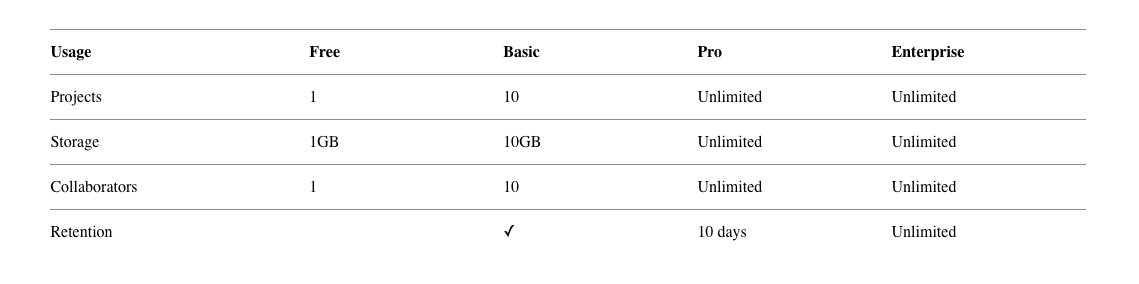 Usage Free Basic Pro Enterprise
Projects 1 10 Unlimited Unlimited
Storage 1GB 10GB Unlimited Unlimited
Collaborators 1 10 Unlimited Unlimited
Retention ✓ 10 days Unlimited